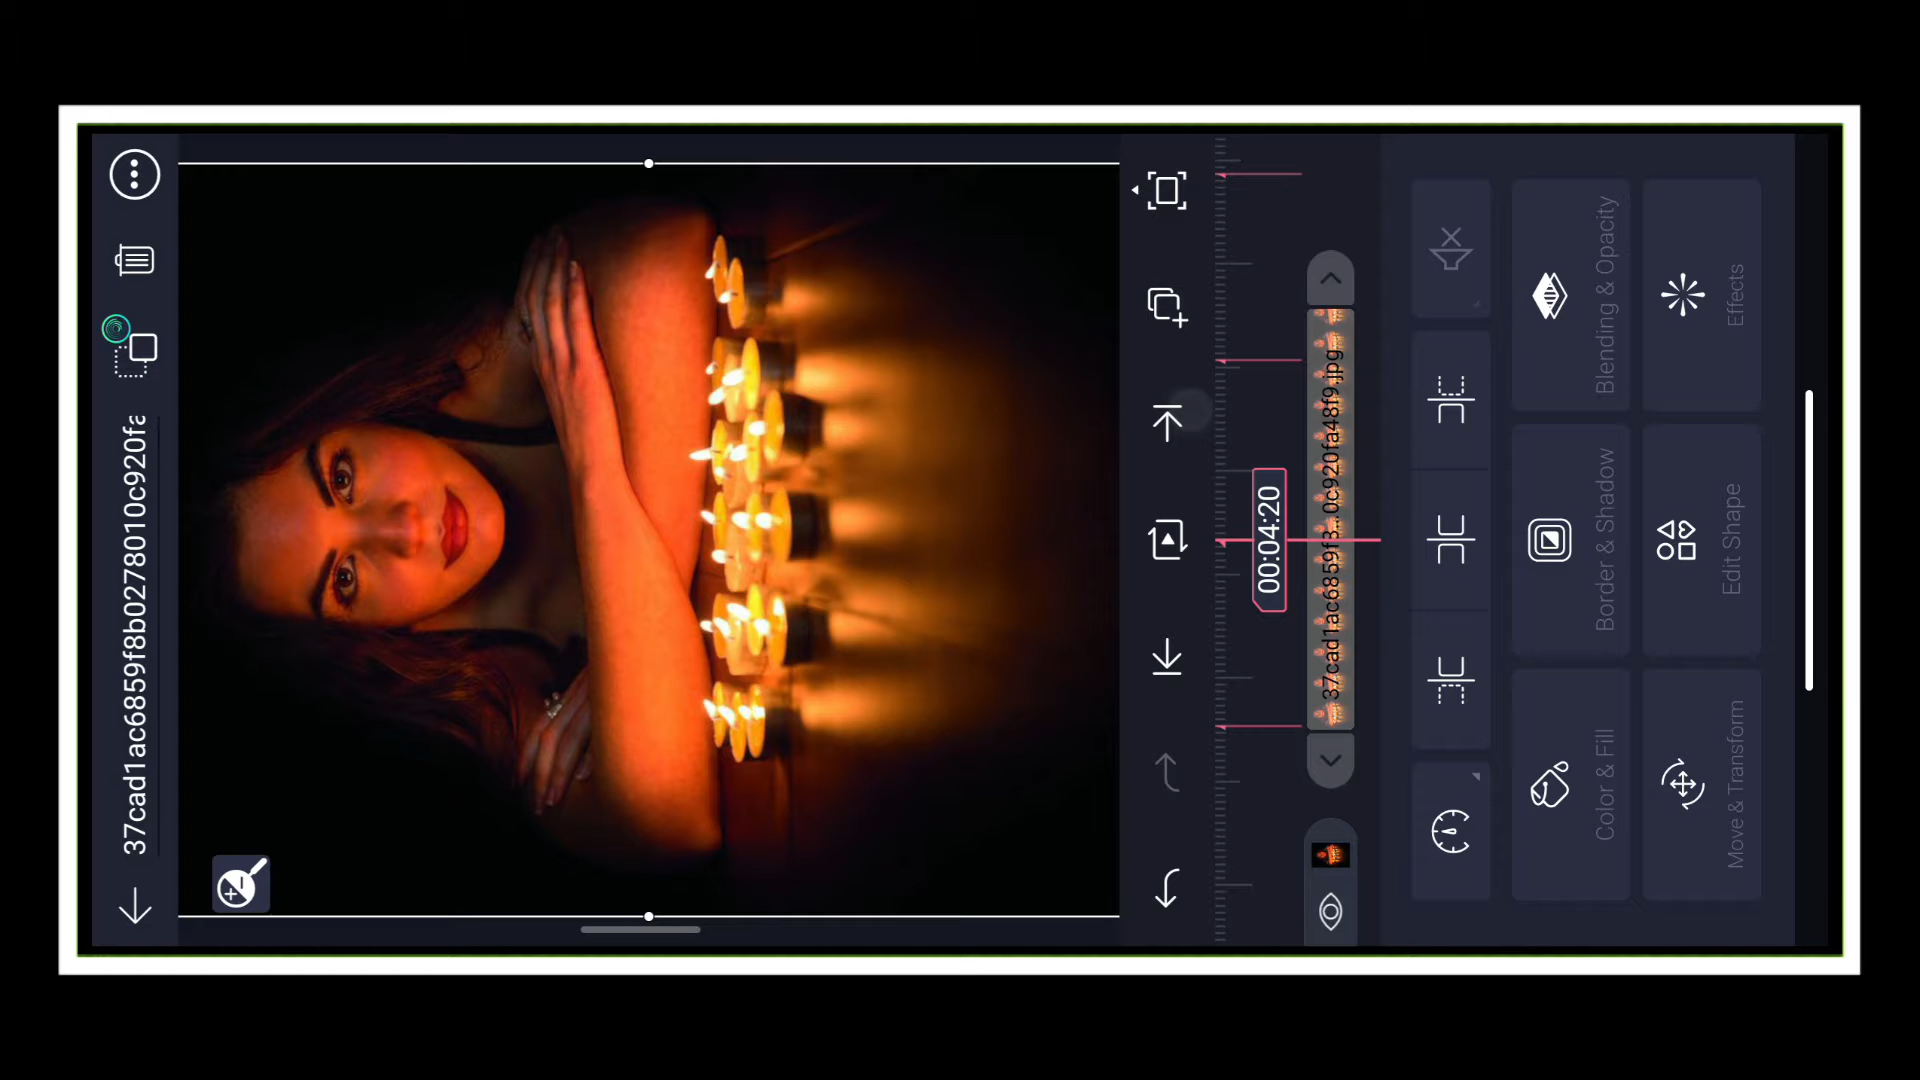 37cad1ac6859f8b0278010c920fa
00:04:20
37cad1ac6859f3...0c920fa48f9.jpg
Color & Fill
Border & Shadow
Blending & Opacity
Move & Transform
Edit Shape
Effects